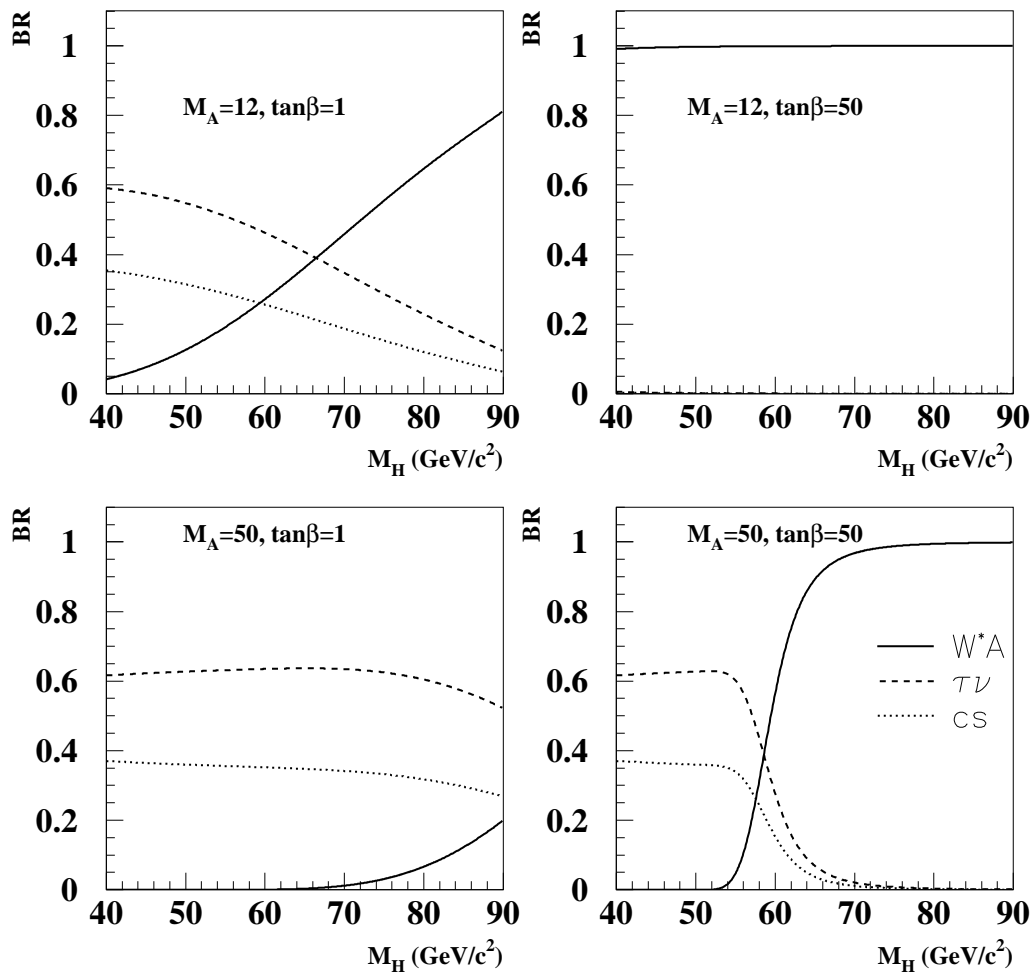 BR
1
0.8
0.6
0.4
0.2
0
M_A=12, tanβ=1
40 50 60 70 80 90
M_H (GeV/c²)
BR
1
0.8
0.6
0.4
0.2
0
M_A=12, tanβ=50
40 50 60 70 80 90
M_H (GeV/c²)
BR
1
0.8
0.6
0.4
0.2
0
M_A=50, tanβ=1
40 50 60 70 80 90
M_H (GeV/c²)
BR
1
0.8
0.6
0.4
0.2
0
M_A=50, tanβ=50
W*A
τν
cs
40 50 60 70 80 90
M_H (GeV/c²)